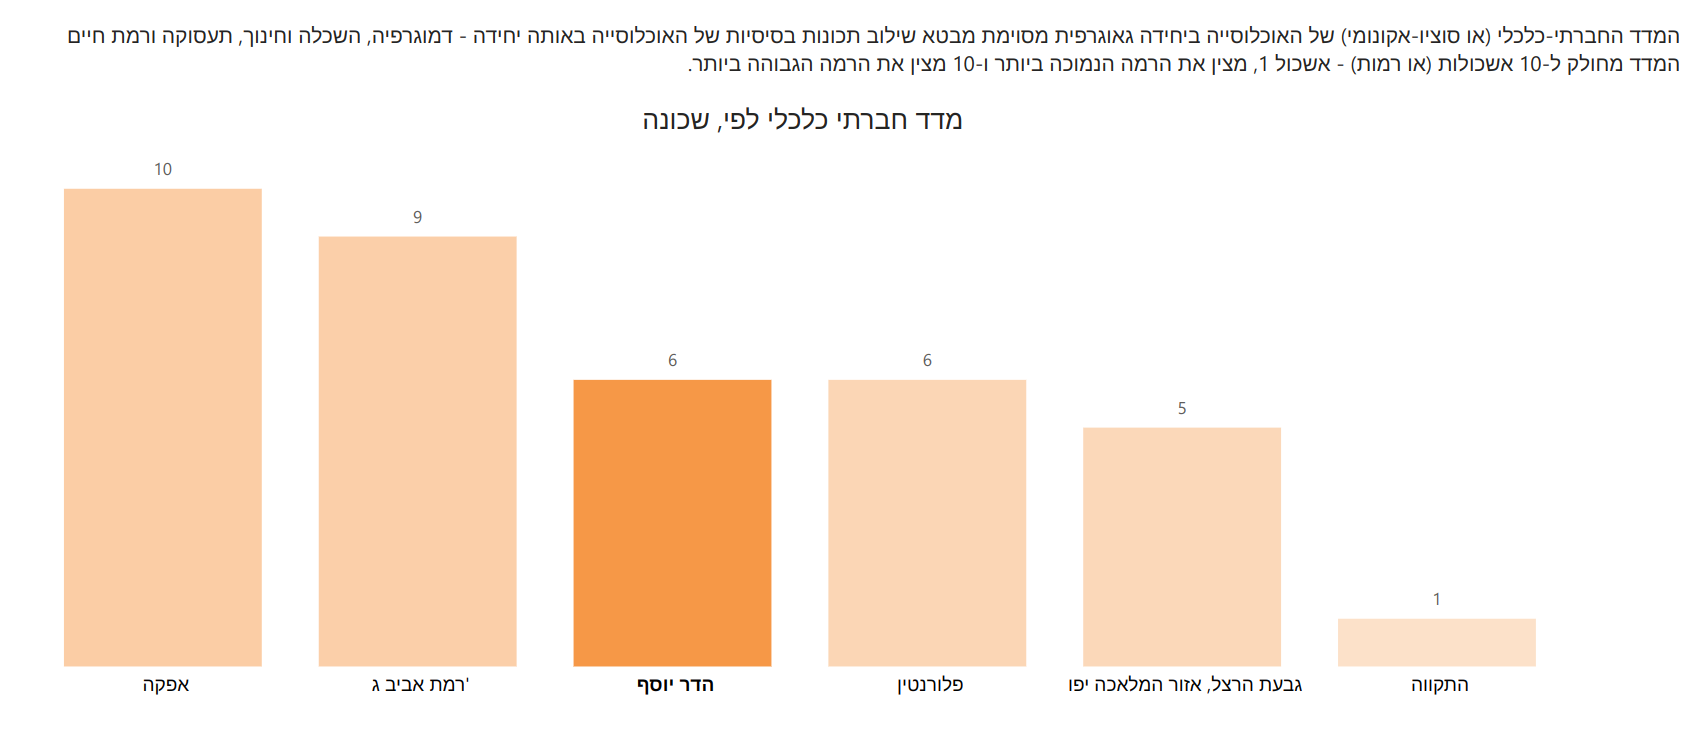 המדד החברתי-כלכלי (או סוציו-אקונומי) של האוכלוסייה ביחידה גאוגרפית מסוימת מבטא שילוב תכונות בסיסיות של האוכלוסייה באותה יחידה - דמוגרפיה, השכלה וחינוך, תעסוקה ורמת חיים
המדד מחולק ל-10 אשכולות (או רמות) - אשכול 1, מצין את הרמה הנמוכה ביותר ו-10 מצין את הרמה הגבוהה ביותר.
מדד חברתי כלכלי לפי, שכונה
10
9
6
6
5
1
אפקה
רמת אביב ג'
הדר יוסף
פלורנטין
גבעת הרצל, אזור המלאכה יפו
התקווה